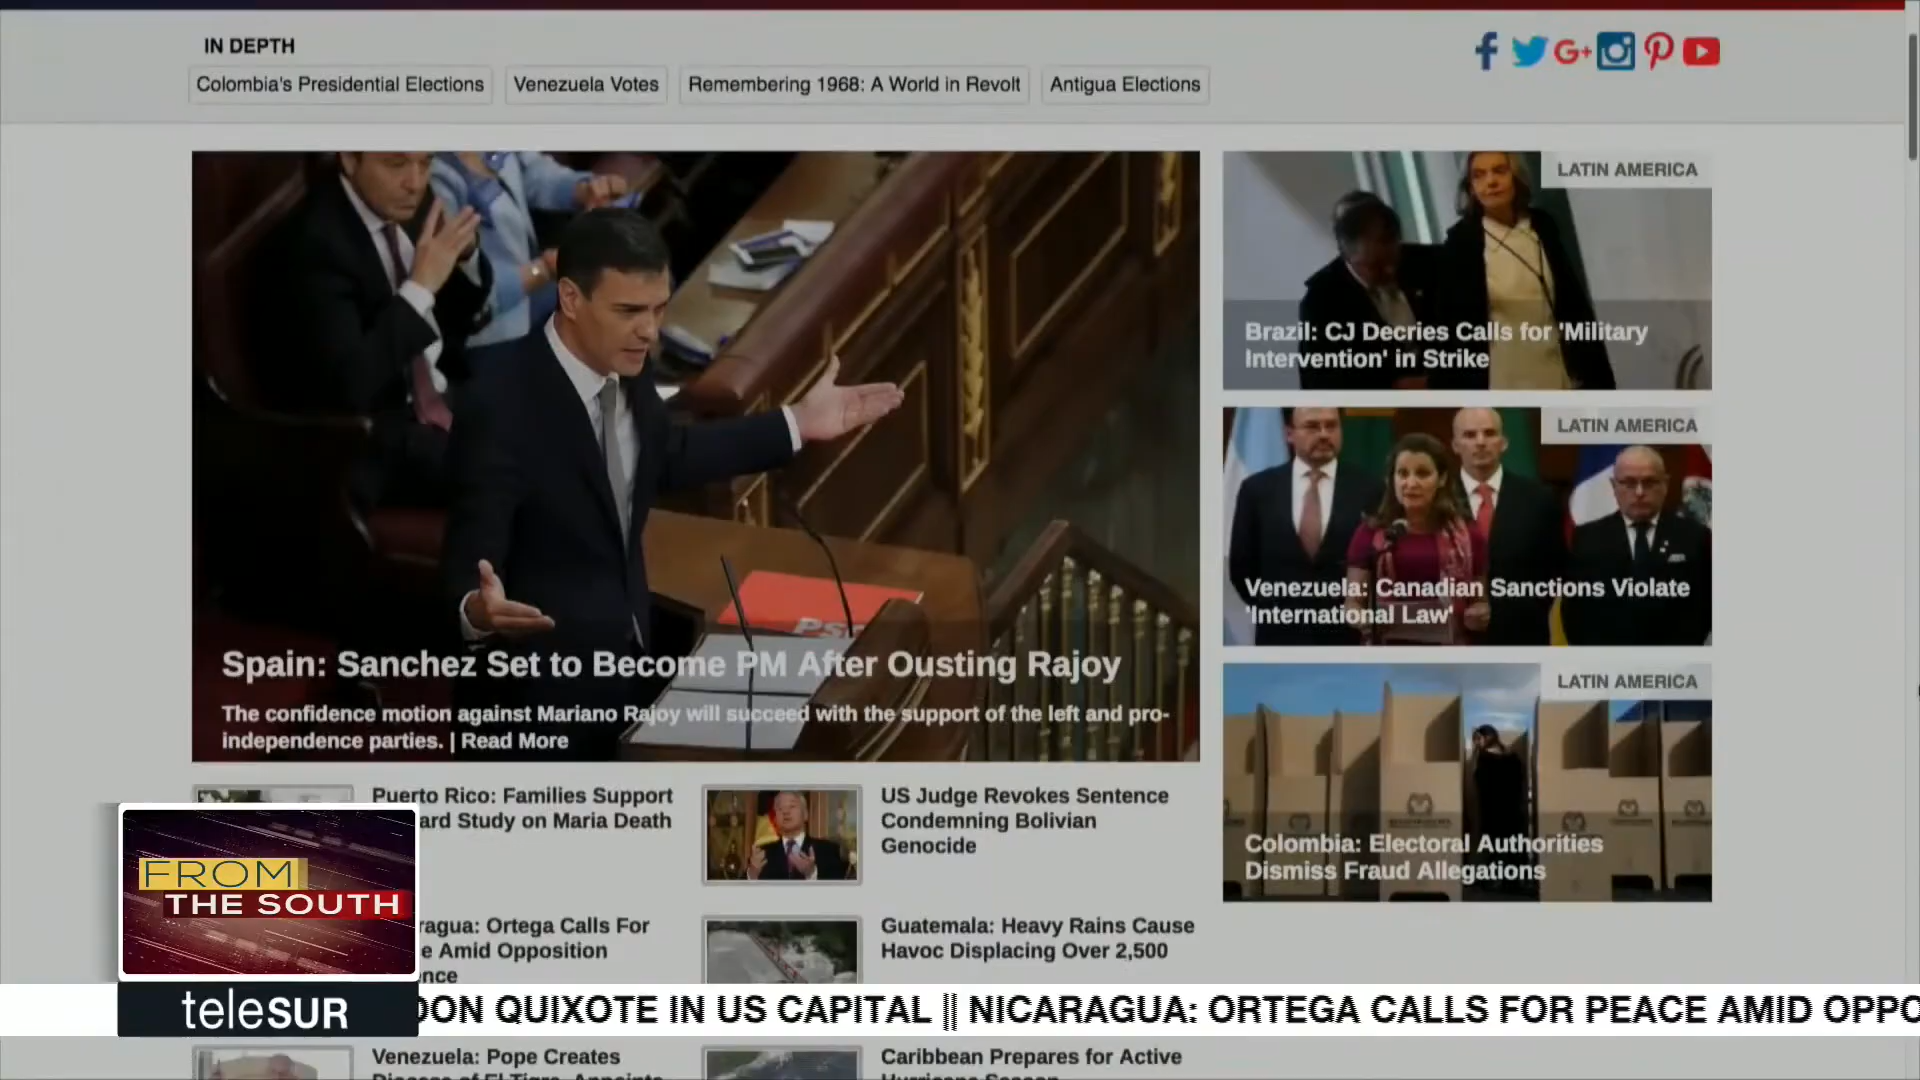 IN DEPTH
Colombia's Presidential Elections
Venezuela Votes
Remembering 1968: A World in Revolt
Antigua Elections
LATIN AMERICA
Brazil: CJ Decries Calls for 'Military
Intervention' in Strike
LATIN AMERICA
Venezuela: Canadian Sanctions Violate
'International Law'
Spain: Sanchez Set to Become PM After Ousting Rajoy
The confidence motion against Mariano Rajoy will succeed with the support of the left and pro-
independence parties. | Read More
LATIN AMERICA
Colombia: Electoral Authorities
Dismiss Fraud Allegations
Puerto Rico: Families Support
ard Study on Maria Death
US Judge Revokes Sentence
Condemning Bolivian
Genocide
ragua: Ortega Calls For
e Amid Opposition
ence
Guatemala: Heavy Rains Cause
Havoc Displacing Over 2,500
FROM
THE SOUTH
teleSUR
DON QUIXOTE IN US CAPITAL || NICARAGUA: ORTEGA CALLS FOR PEACE AMID OPPO
Venezuela: Pope Creates
Caribbean Prepares for Active